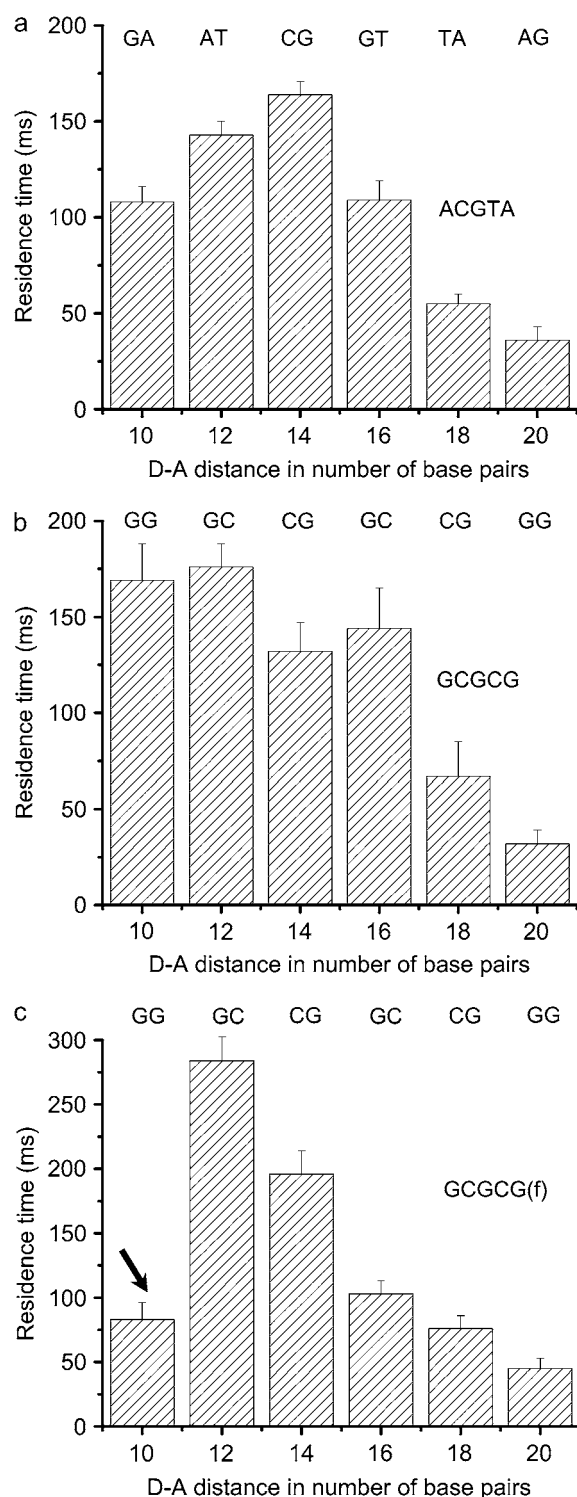 a
GA AT CG GT TA AG
200
150
100
50
0
Residence time (ms)
ACGTA
10 12 14 16 18 20
D-A distance in number of base pairs
b
GG GC CG GC CG GG
200
150
100
50
0
Residence time (ms)
GCGCG
10 12 14 16 18 20
D-A distance in number of base pairs
c
GG GC CG GC CG GG
300
250
200
150
100
50
0
Residence time (ms)
GCGCG(f)
10 12 14 16 18 20
D-A distance in number of base pairs